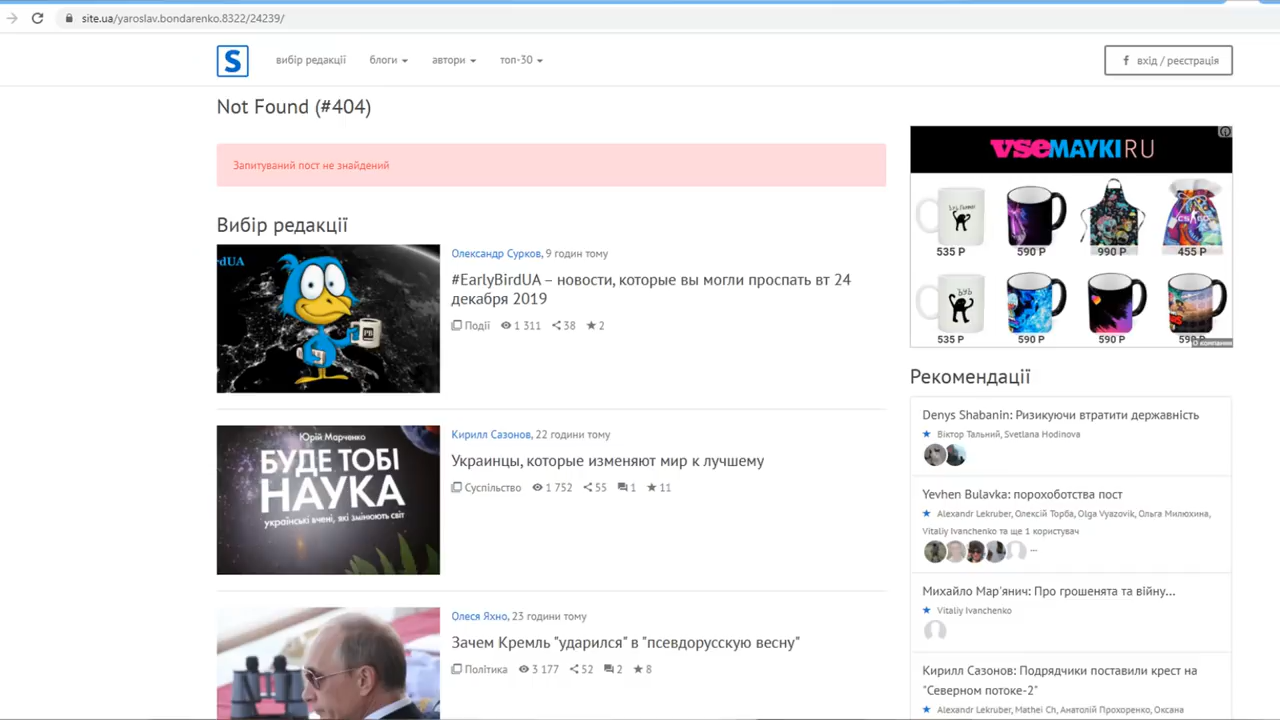 site.ua/yaroslav.bondarenko.8322/24239/
S
вибір редакції
блоги
автори
топ-30
вхід / реєстрація
Not Found (#404)
Запитуваний пост не знайдений
Вибір редакції
rdUA
PB
Олександр Сурков, 9 годин тому
#EarlyBirdUA – новости, которые вы могли проспать вт 24
декабря 2019
Події 1 311 38 2
Юрій Марченко
БУДЕ ТОБІ
НАУКА
українські вчені, які змінюють світ
Кирилл Сазонов, 22 години тому
Украинцы, которые изменяют мир к лучшему
Суспільство 1 752 55 1 11
Олеся Яхно, 23 години тому
Зачем Кремль "ударился" в "псевдорусскую весну"
Політика 3 177 52 2 8
VSEMAYKI RU
535 Р 590 Р 990 Р 455 Р
535 Р 590 Р 590 Р 590 Р
Рекомендації
Denys Shabanin: Ризикуючи втратити державність
Віктор Тальний, Svetlana Hodinova
Yevhen Bulavka: порохоботства пост
Alexandr Lekruber, Олексій Торба, Olga Vyazovik, Ольга Милюхина,
Vitaliy Ivanchenko та ще 1 користувач
...
Михайло Мар'янич: Про грошенята та війну...
Vitaliy Ivanchenko
Кирилл Сазонов: Подрядчики поставили крест на
"Северном потоке-2"
Alexandr Lekruber, Mathei Ch, Анатолій Прохоренко, Оксана